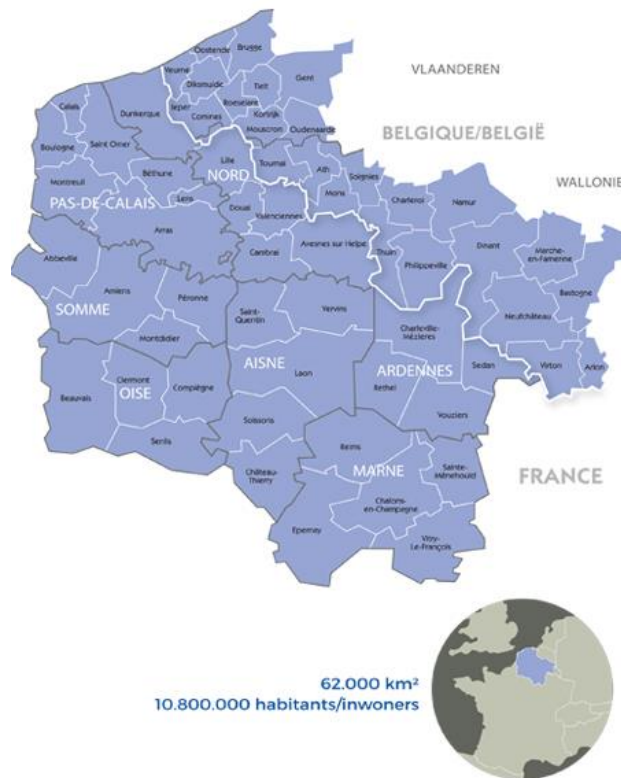 Brugge
Oostende
VLAANDEREN
Veurne
Diksmuide
Tielt
Gent
Roeselare
Ieper
Kortrijk
Comines
Calais
Dunkerque
Mouscron
Oudenaarde
BELGIQUE/BELGIË
Boulogne
Saint Omer
Lille
Tournai
Ath
Soignies
NORD
Béthune
Montreuil
PAS-DE-CALAIS
Lens
Douai
Valenciennes
Mons
Charleroi
Namur
WALLONIE
Arras
Cambrai
Avesnes sur Helpe
Thuin
Philippeville
Dinant
Marche-
en-Famenne
Abbeville
Amiens
Péronne
SOMME
Montdidier
Saint-
Quentin
Vervins
Charleville-
Mézières
Bastogne
Neufchâteau
AISNE
Laon
ARDENNES
Sedan
Virton
Arlon
Clermont
OISE
Compiègne
Beauvais
Rethel
Vouziers
Senlis
Soissons
Reims
MARNE
Château-
Thierry
Sainte-
Ménehould
FRANCE
Chalons-
en-Champagne
Epernay
Vitry-
Le-François
62.000 km²
10.800.000 habitants/inwoners